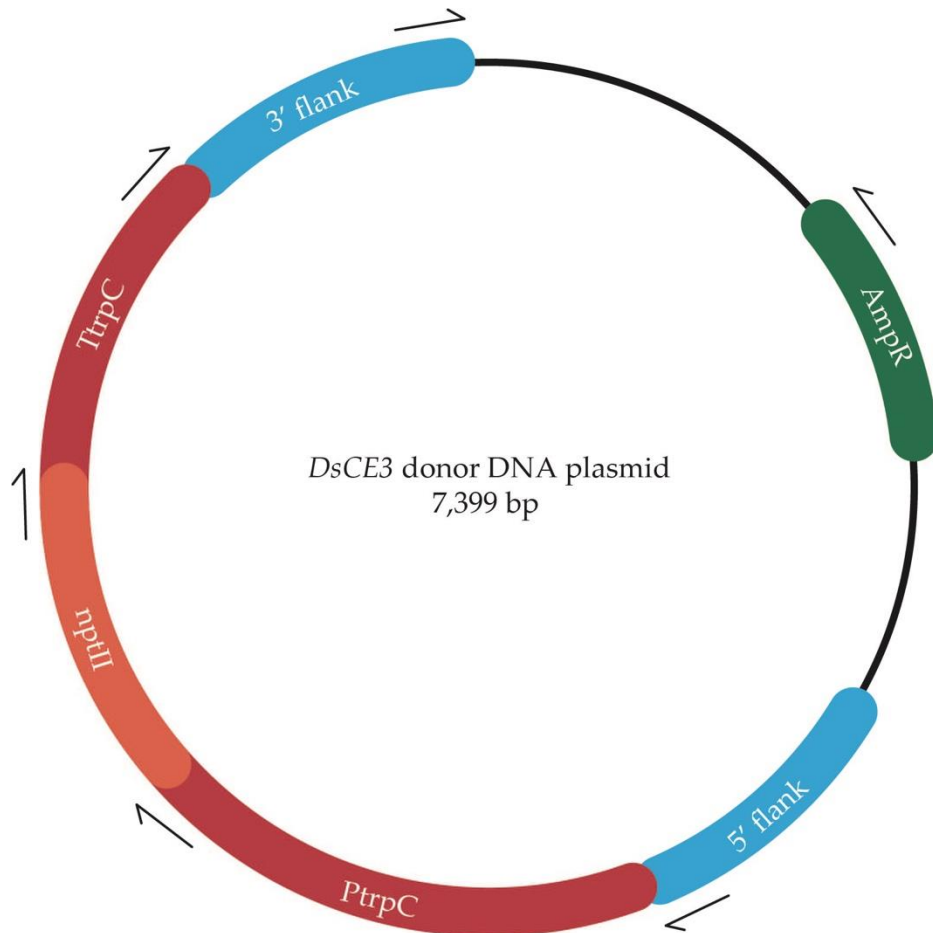 3′ flank
TtrpC
AmpR
DsCE3 donor DNA plasmid
7,399 bp
nptII
5′ flank
PtrpC